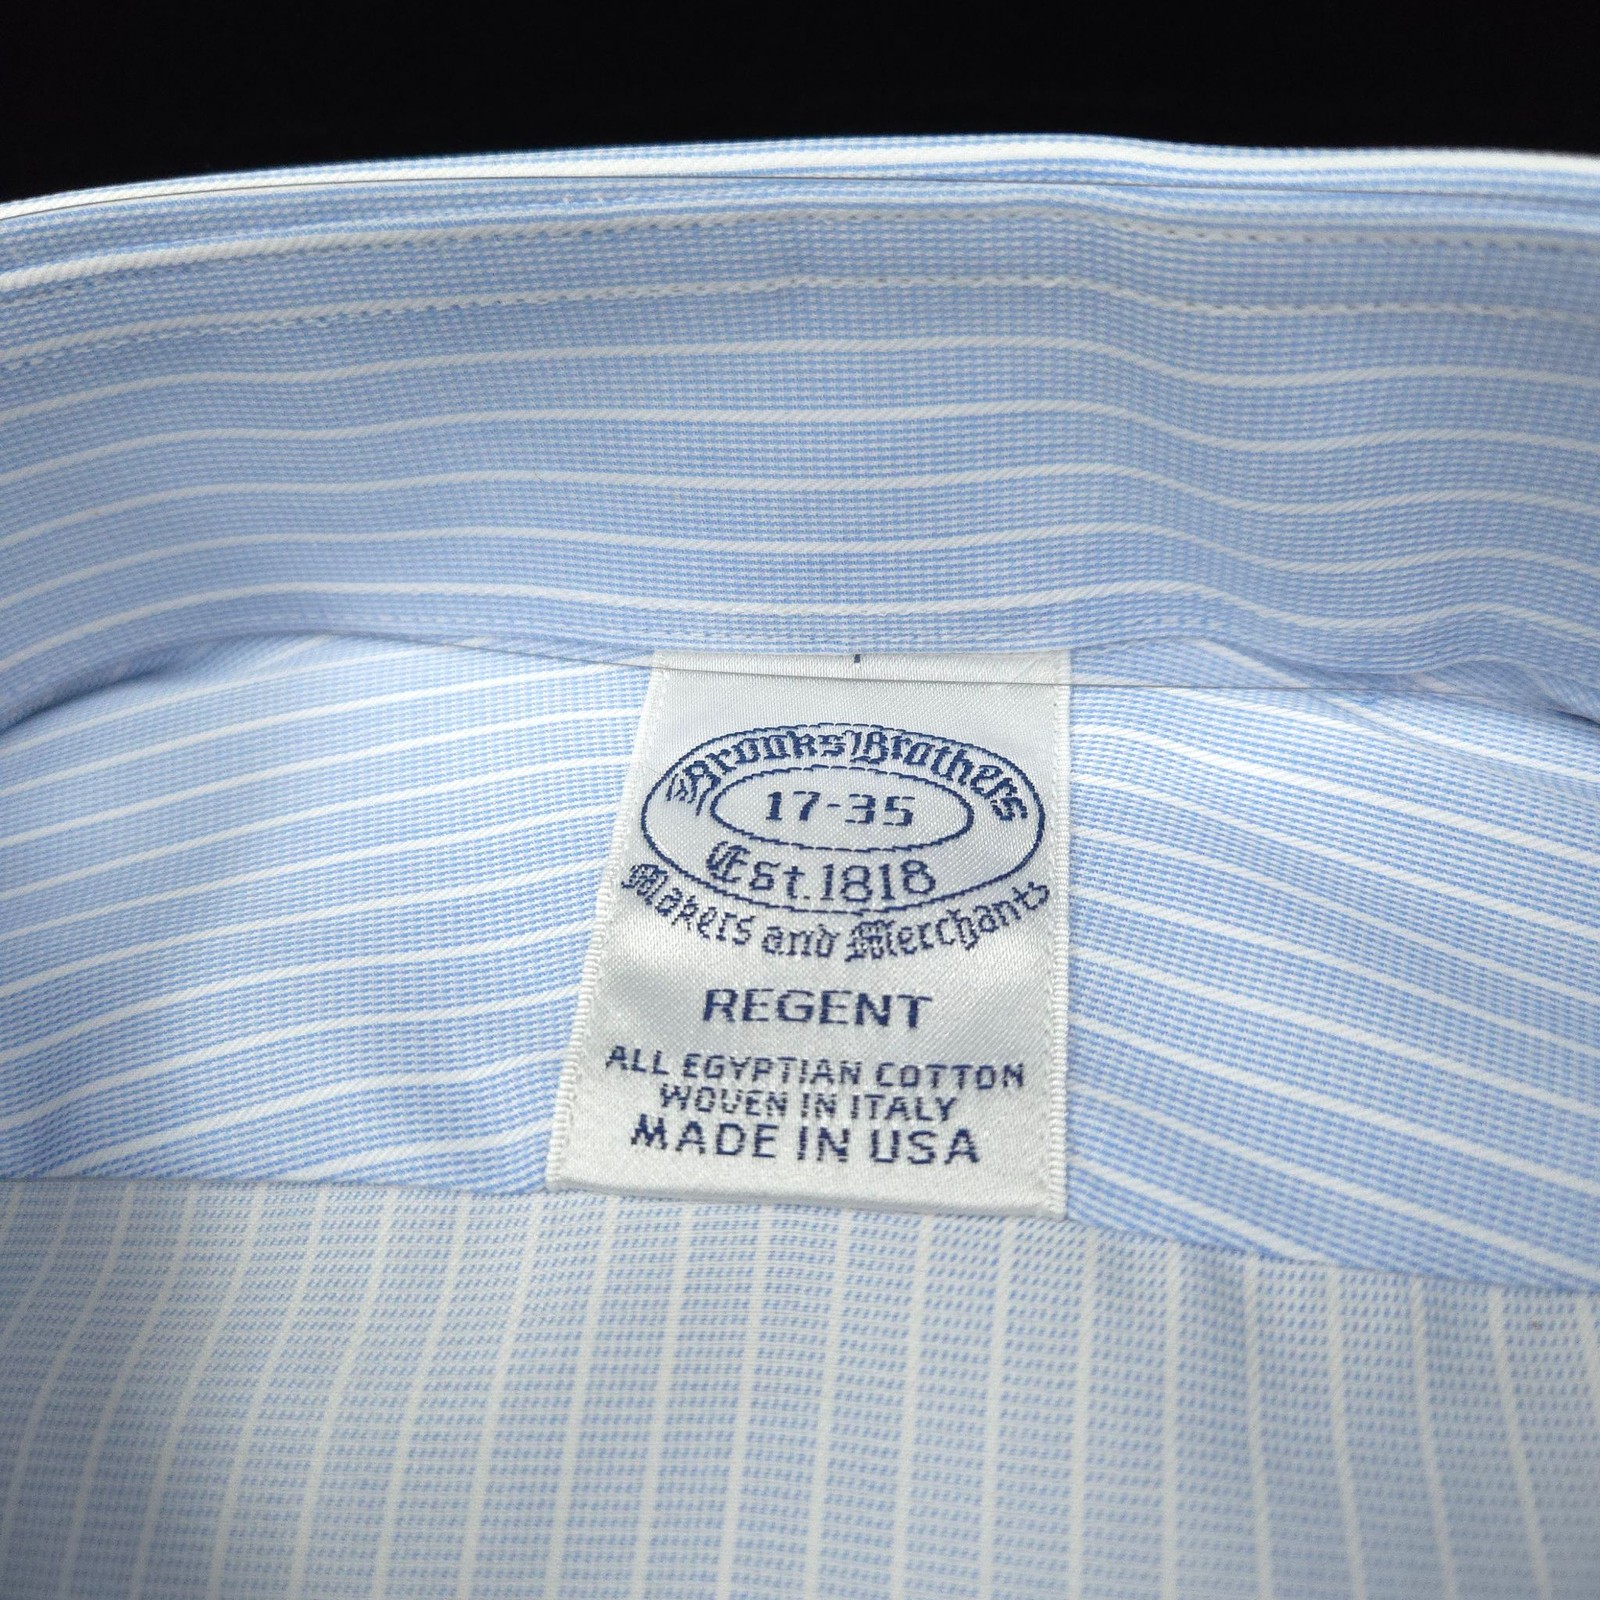 Brooks Brothers
17-35
Est. 1818
Makers and Merchants
REGENT
ALL EGYPTIAN COTTON
WOVEN IN ITALY
MADE IN USA